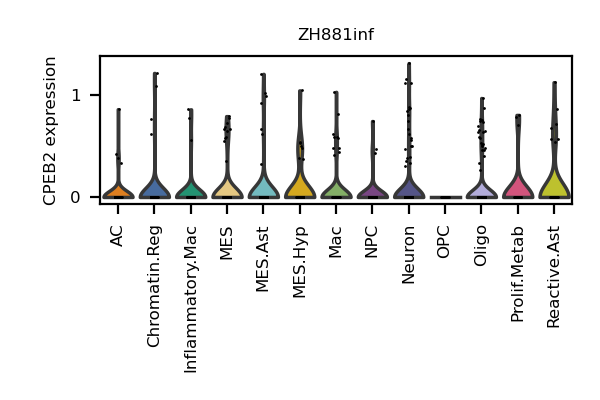 ZH881inf
CPEB2 expression
1
0
AC
Chromatin.Reg
Inflammatory.Mac
MES
MES.Ast
MES.Hyp
Mac
NPC
Neuron
OPC
Oligo
Prolif.Metab
Reactive.Ast